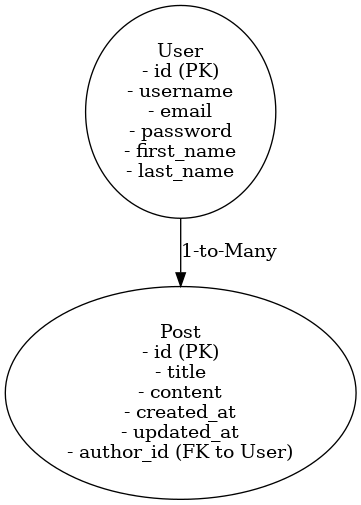 User
- id (PK)
- username
- email
- password
- first_name
- last_name
1-to-Many
Post
- id (PK)
- title
- content
- created_at
- updated_at
- author_id (FK to User)